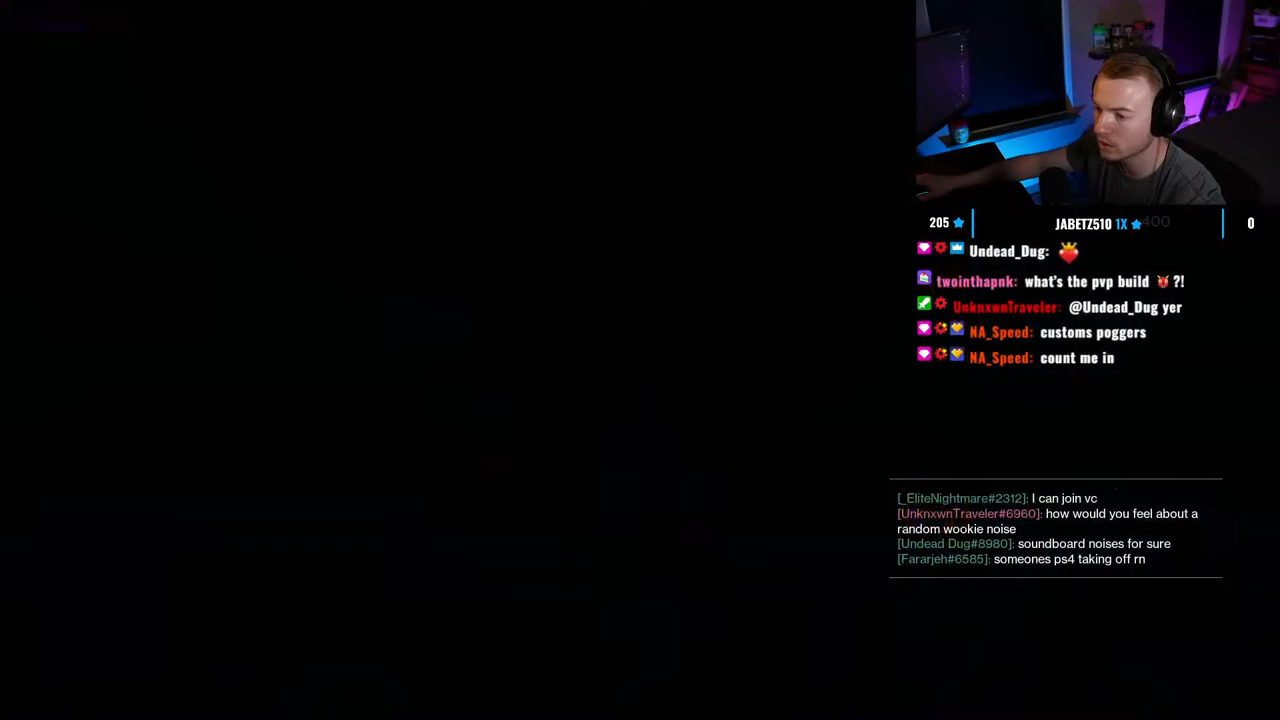 205 JABETZ510 1X 400 0
Undead_Dug:
twointhapnk: what's the pvp build ?!
UnknxwnTraveler: @Undead_Dug yer
NA_Speed: customs poggers
NA_Speed: count me in
[_EliteNightmare#2312]: I can join vc
[UnknxwnTraveler#6960]: how would you feel about a
random wookie noise
[Undead Dug#8980]: soundboard noises for sure
[Fararjeh#6585]: someones ps4 taking off rn